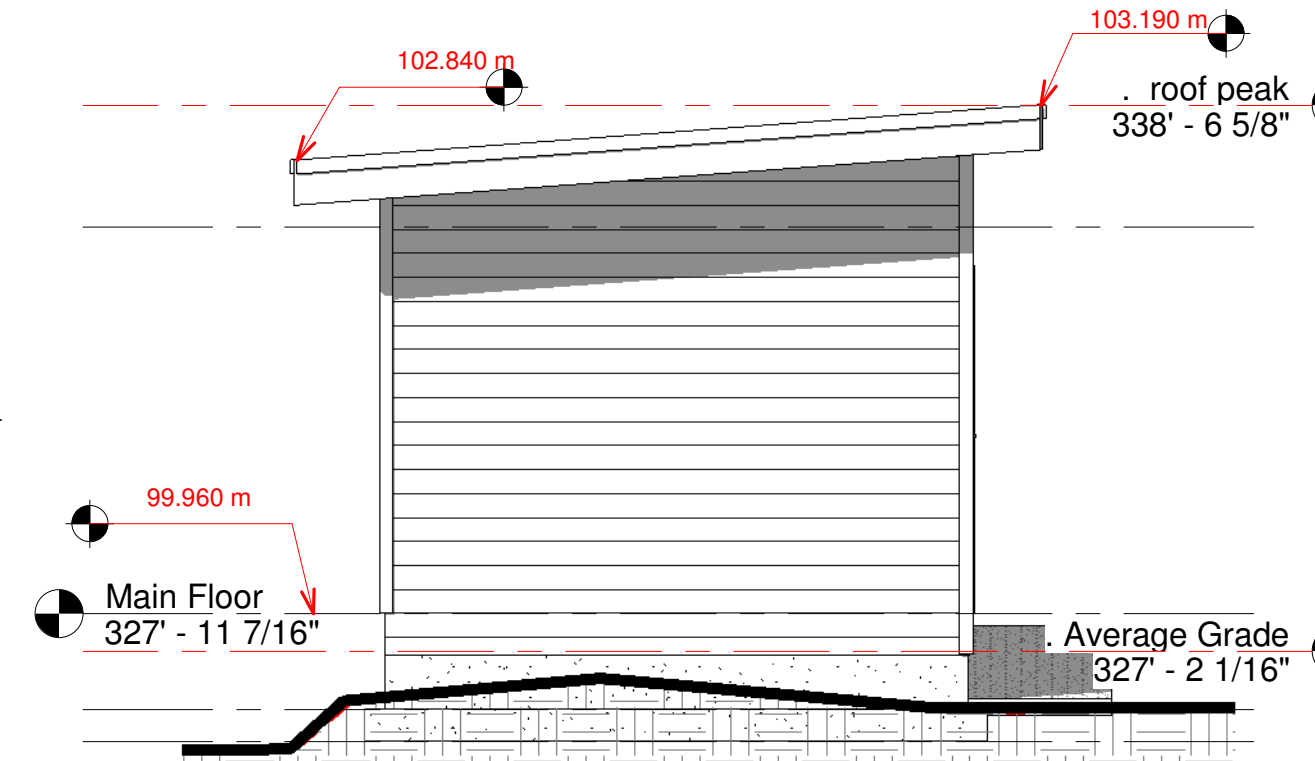 103.190 m
102.840 m
. roof peak
338' - 6 5/8"
99.960 m
Main Floor
327' - 11 7/16"
. Average Grade
327' - 2 1/16"